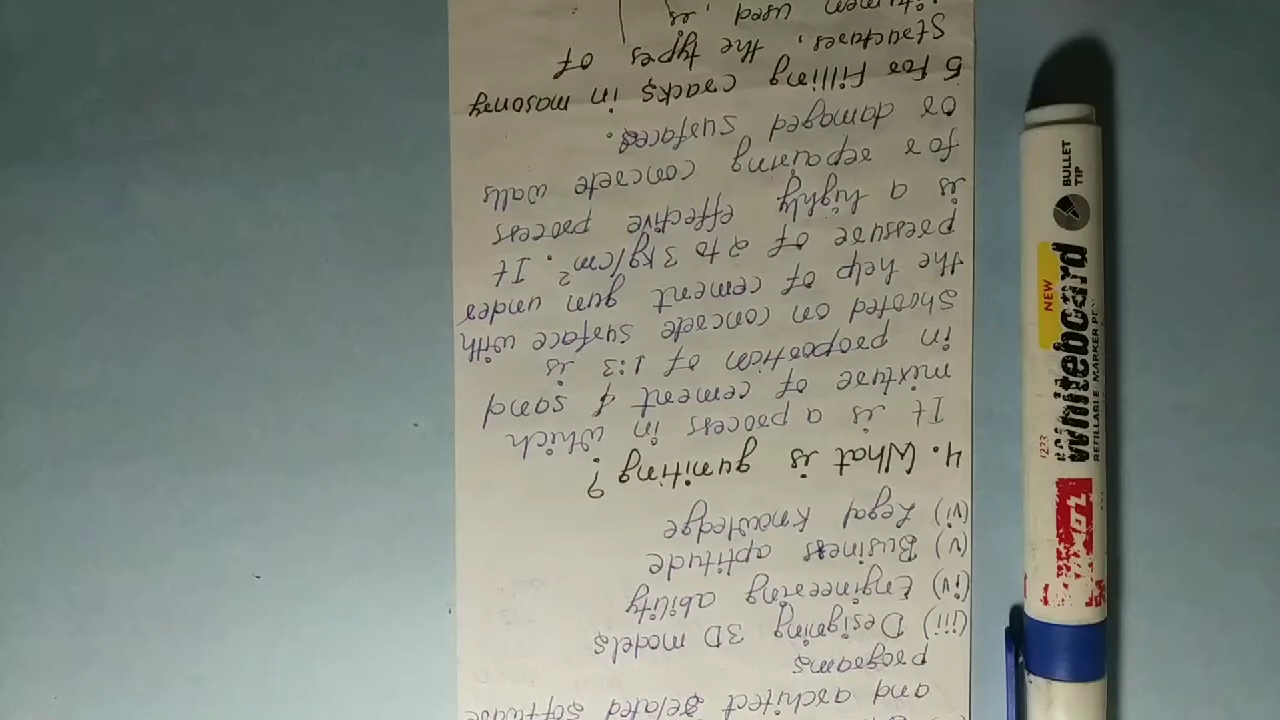 and architect related software
programs
(iii) Designing 3D models
(iv) Engineering ability
(v) Business aptitude
(vi) Legal Knowledge
4. What is guniting?
It is a process in which
mixture of cement & sand
in proportion of 1:3 is
shooted on concrete surface with
the help of cement gun under
pressure of 2 to 3 kg/cm². It
is a highly effective process
for repairing concrete walls
or damaged surfaces.
5 For filling cracks in masonry
structures, the types of
used is
NEW
1273
Whiteboard
REFILLABLE MARKER PEN
BULLET
TIP